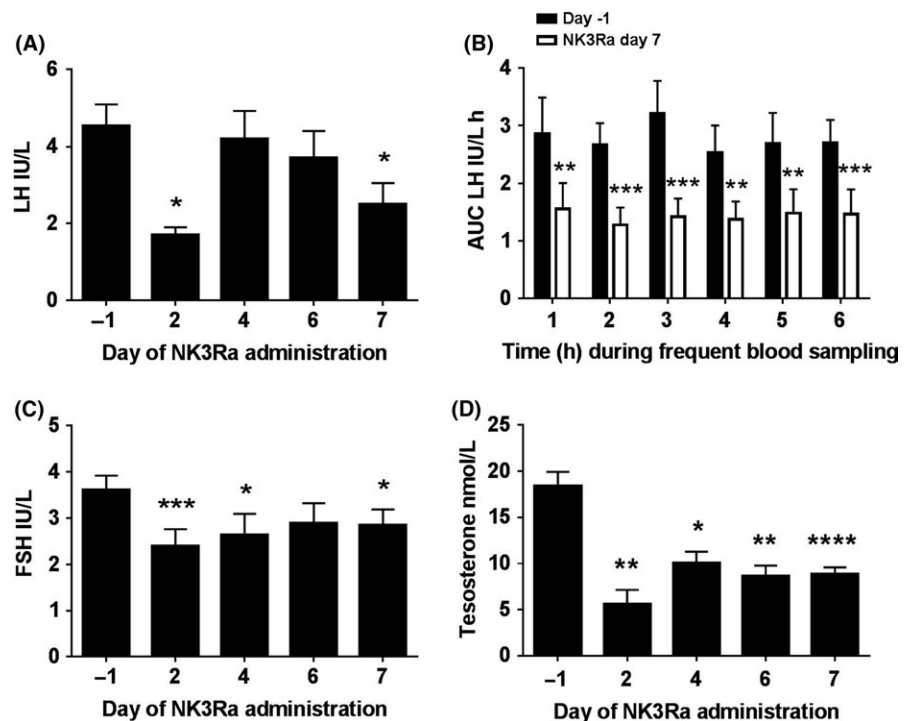 (A)
LH IU/L
6
4
2
0
*
*
–1 2 4 6 7
Day of NK3Ra administration
Day -1
NK3Ra day 7
(B)
AUC LH IU/L h
4
3
2
1
0
** *** *** ** ** ***
1 2 3 4 5 6
Time (h) during frequent blood sampling
(C)
FSH IU/L
5
4
3
2
1
0
*** * *
–1 2 4 6 7
Day of NK3Ra administration
(D)
Tesosterone nmol/L
25
20
15
10
5
0
** * ** ****
–1 2 4 6 7
Day of NK3Ra administration